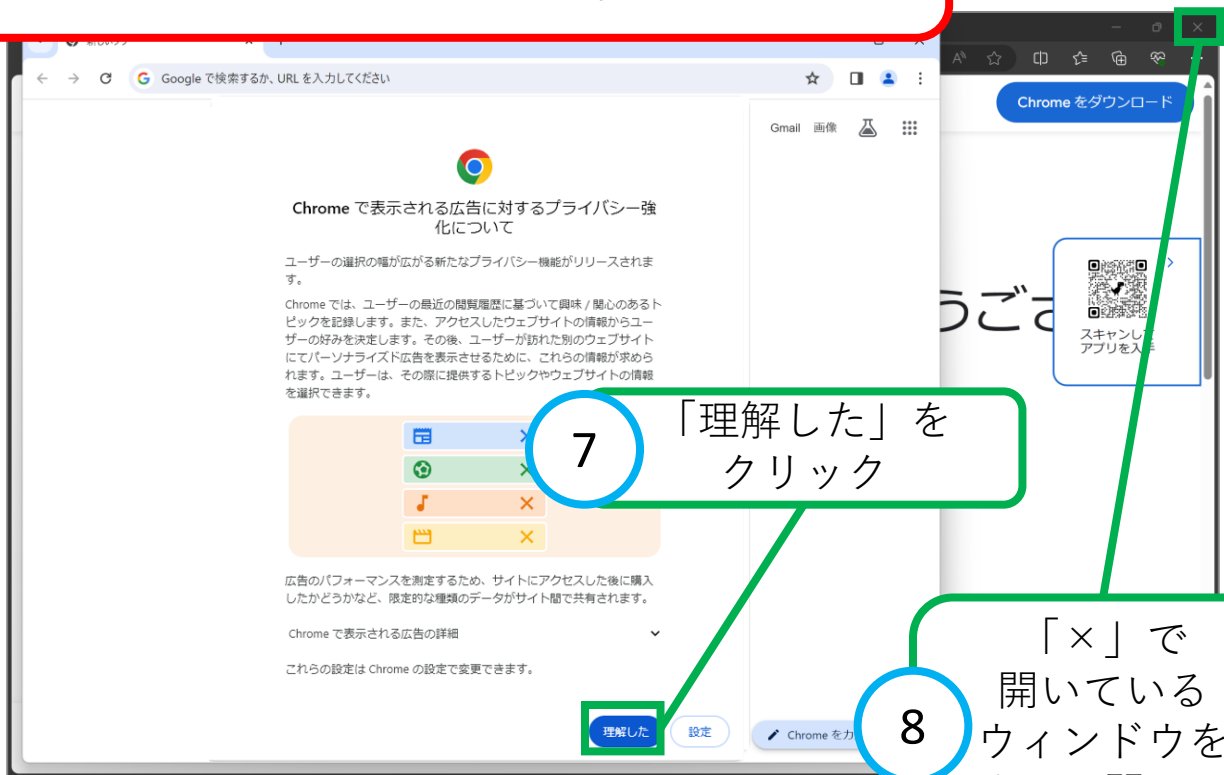 Google で検索するか、URL を入力してください
Chrome をダウンロード
Gmail 画像
Chrome で表示される広告に対するプライバシー強
化について
ユーザーの選択の幅が広がる新たなプライバシー機能がリリースされま
す。
Chrome では、ユーザーの最近の閲覧履歴に基づいて興味 / 関心のあるト
ピックを記録します。また、アクセスしたウェブサイトの情報からユー
ザーの好みを決定します。その後、ユーザーが訪れた別のウェブサイト
にてパーソナライズド広告を表示させるために、これらの情報が求めら
れます。ユーザーは、その際に提供するトピックやウェブサイトの情報
を選択できます。
うごさ
スキャンして
アプリを入手
7
「理解した」を
クリック
広告のパフォーマンスを測定するため、サイトにアクセスした後に購入
したかどうかなど、限定的な種類のデータがサイト間で共有されます。
Chrome で表示される広告の詳細
これらの設定は Chrome の設定で変更できます。
理解した
設定
Chrome をカ
8
「×」で
開いている
ウィンドウを